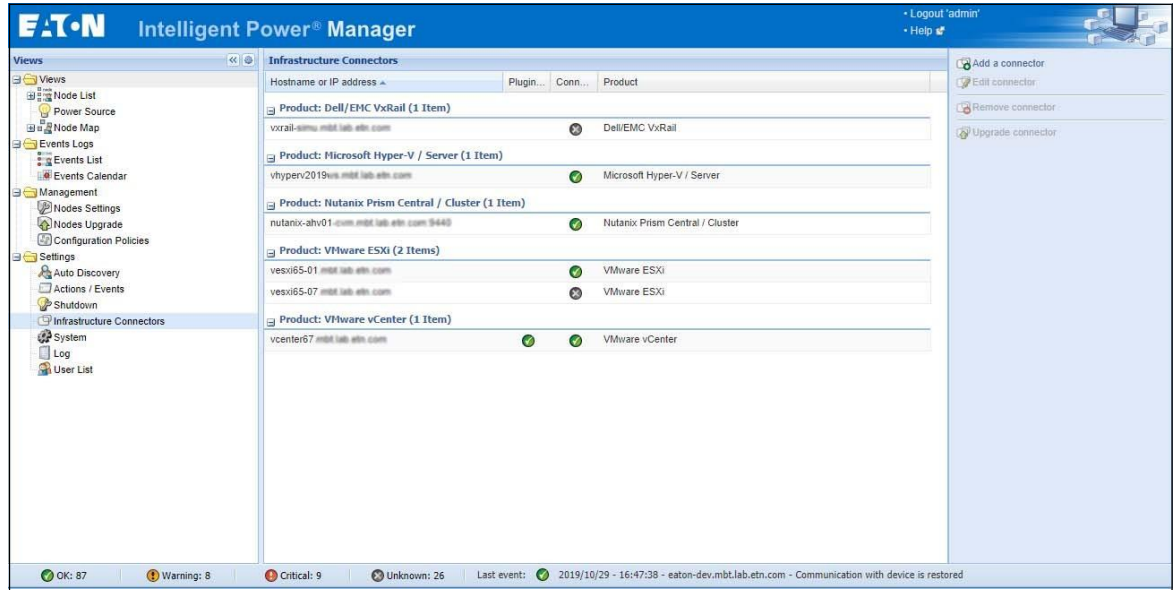 EATON Intelligent Power® Manager
• Logout 'admin'
• Help
Views
Views
Node List
Power Source
Node Map
Events Logs
Events List
Events Calendar
Management
Nodes Settings
Nodes Upgrade
Configuration Policies
Settings
Auto Discovery
Actions / Events
Shutdown
Infrastructure Connectors
System
Log
User List
Infrastructure Connectors
Hostname or IP address Plugin... Conn... Product
Product: Dell/EMC VxRail (1 Item)
vxrail- Dell/EMC VxRail
Product: Microsoft Hyper-V / Server (1 Item)
vhyperv2019 Microsoft Hyper-V / Server
Product: Nutanix Prism Central / Cluster (1 Item)
nutanix-ahv01 Nutanix Prism Central / Cluster
Product: VMware ESXi (2 Items)
vesxi65-01 VMware ESXi
vesxi65-07 VMware ESXi
Product: VMware vCenter (1 Item)
vcenter67 VMware vCenter
Add a connector
Edit connector
Remove connector
Upgrade connector
OK: 87 Warning: 8 Critical: 9 Unknown: 26 Last event: 2019/10/29 - 16:47:38 - eaton-dev.mbt.lab.etn.com - Communication with device is restored